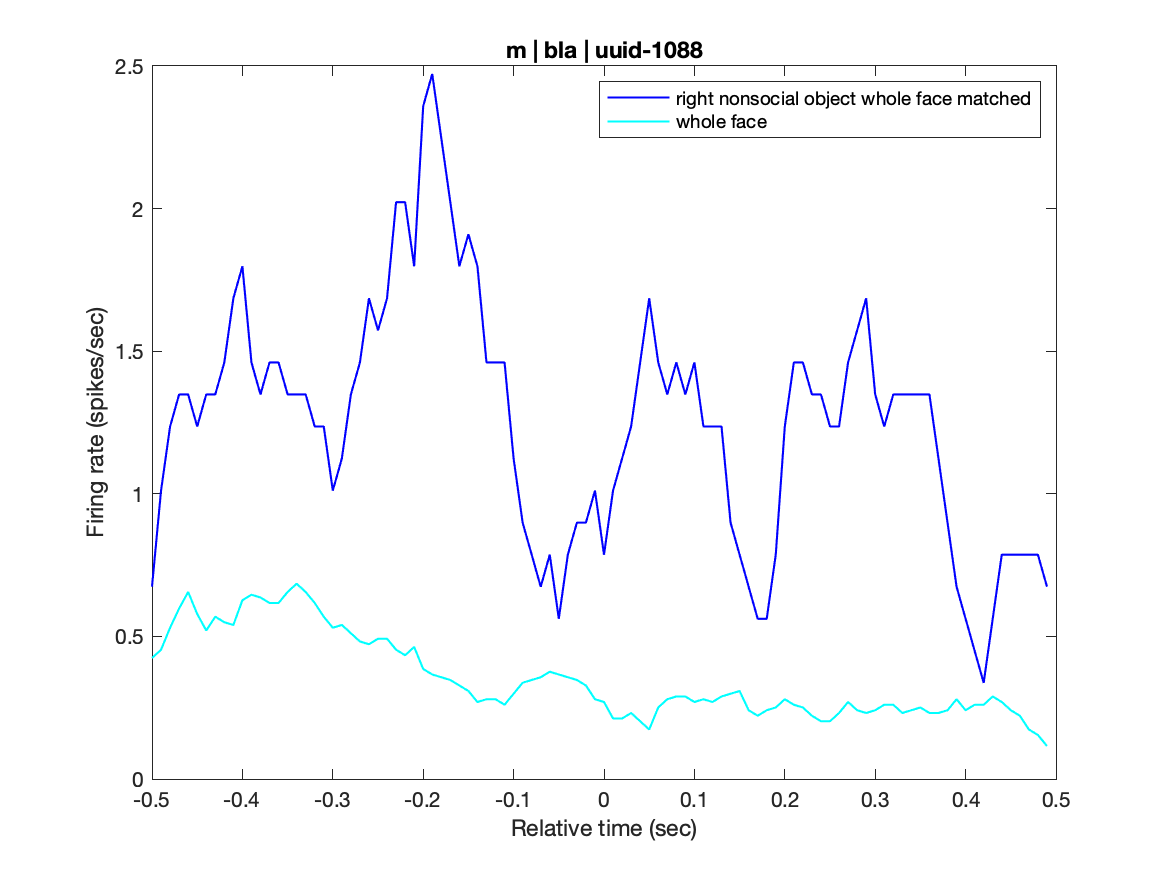 m | bla | uuid-1088
right nonsocial object whole face matched
whole face
2.5
2
1.5
1
0.5
0
Firing rate (spikes/sec)
-0.5 -0.4 -0.3 -0.2 -0.1 0 0.1 0.2 0.3 0.4 0.5
Relative time (sec)